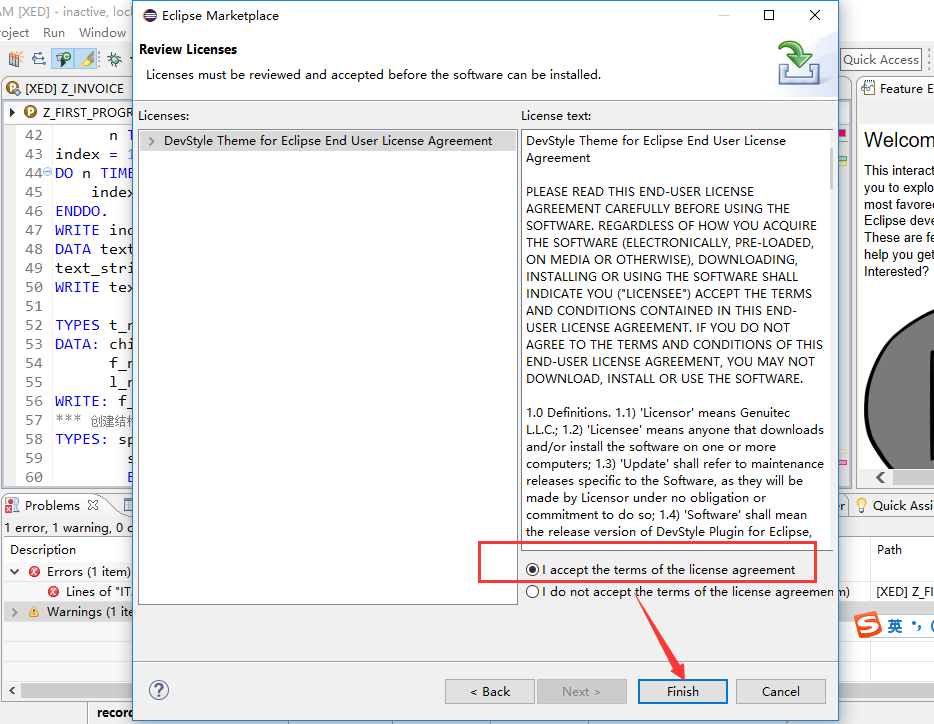 AM [XED] - inactive, loc
Eclipse Marketplace
roject Run Window
Review Licenses
Licenses must be reviewed and accepted before the software can be installed.
Quick Access
[XED] Z_INVOICE
Feature E
Z_FIRST_PROGR
Licenses:
License text:
DevStyle Theme for Eclipse End User License Agreement
DevStyle Theme for Eclipse End User License
Agreement
PLEASE READ THIS END-USER LICENSE
AGREEMENT CAREFULLY BEFORE USING THE
SOFTWARE. REGARDLESS OF HOW YOU ACQUIRE
THE SOFTWARE (ELECTRONICALLY, PRE-LOADED,
ON MEDIA OR OTHERWISE), DOWNLOADING,
INSTALLING OR USING THE SOFTWARE SHALL
INDICATE YOU ("LICENSEE") ACCEPT THE TERMS
AND CONDITIONS CONTAINED IN THIS END-
USER LICENSE AGREEMENT. IF YOU DO NOT
AGREE TO THE TERMS AND CONDITIONS OF THIS
END-USER LICENSE AGREEMENT, YOU MAY NOT
DOWNLOAD, INSTALL OR USE THE SOFTWARE.
1.0 Definitions. 1.1) 'Licensor' means Genuitec
L.L.C.; 1.2) 'Licensee' means anyone that downloads
and/or install the software on one or more
computers; 1.3) 'Update' shall refer to maintenance
releases specific to the Software, as they will be
made by Licensor under no obligation or
commitment to do so; 1.4) 'Software' shall mean
the release version of DevStyle Plugin for Eclipse,
I accept the terms of the license agreement
I do not accept the terms of the license agreemen m)
< Back
Next >
Finish
Cancel
42 n T
43 index = 1
44 DO n TIME
45 index
46 ENDDO.
47 WRITE ind
48 DATA text
49 text_stri
50 WRITE tex
51
52 TYPES t_n
53 DATA: chi
54 f_n
55 l_n
56 WRITE: f_
57 *** 创建结构
58 TYPES: sp
59 s
60 E
Welcom
This interact
you to explo
most favored
Eclipse deve
These are fe
help you get
Interested?
Problems
Quick Assi
1 error, 1 warning, 0 o
Description
Path
Errors (1 item)
Lines of "IT
[XED] Z_FI
Warnings (1 ite
英
record